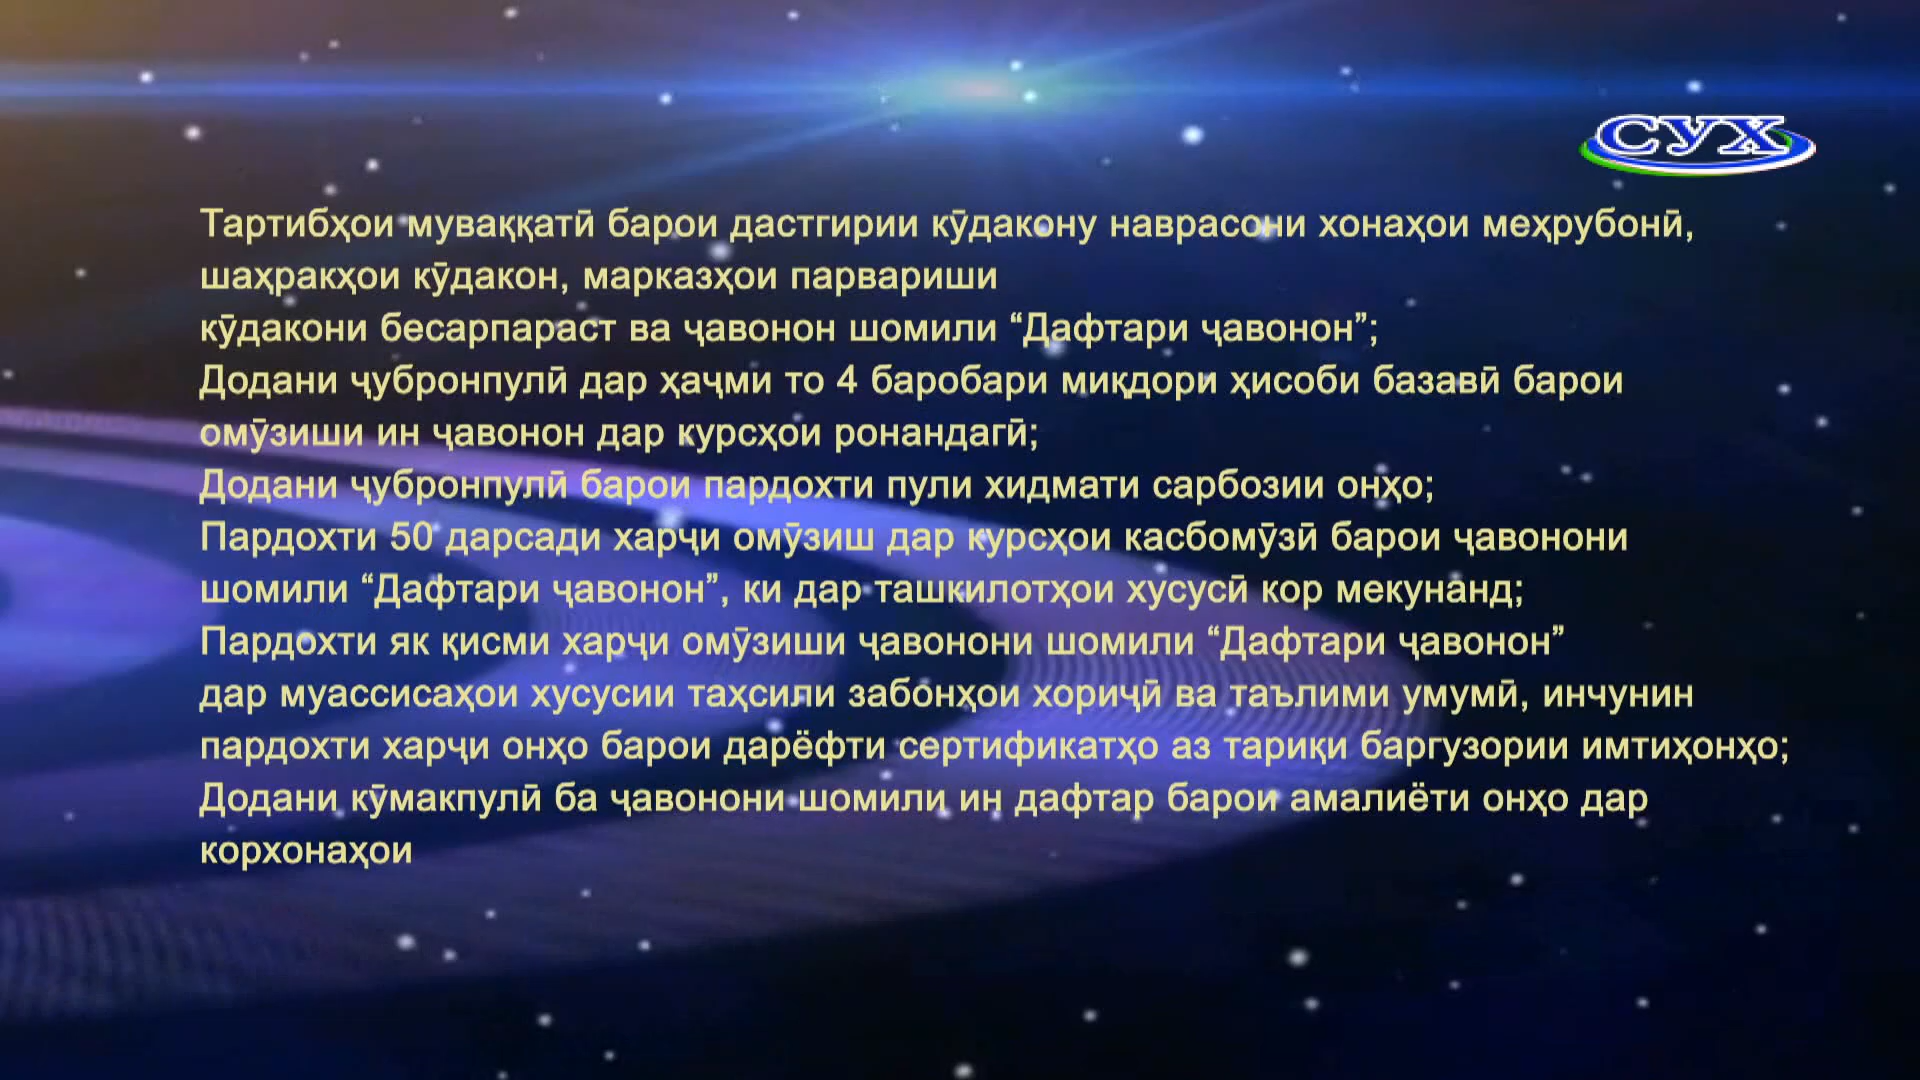 СУХ
Тартибҳои муваққатӣ барои дастгирии кӯдакону наврасони хонаҳои меҳрубонӣ,
шаҳракҳои кӯдакон, марказҳои парвариши
кӯдакони бесарпараст ва ҷавонон шомили “Дафтари ҷавонон”;
Додани ҷубронпулӣ дар ҳаҷми то 4 баробари миқдори ҳисоби базавӣ барои
омӯзиши ин ҷавонон дар курсҳои ронандагӣ;
Додани ҷубронпулӣ барои пардохти пули хидмати сарбозии онҳо;
Пардохти 50 дарсади харҷи омӯзиш дар курсҳои касбомӯзӣ барои ҷавонони
шомили “Дафтари ҷавонон”, ки дар ташкилотҳои хусусӣ кор мекунанд;
Пардохти як қисми харҷи омӯзиши ҷавонони шомили “Дафтари ҷавонон”
дар муассисаҳои хусусии таҳсили забонҳои хориҷӣ ва таълими умумӣ, инчунин
пардохти харҷи онҳо барои дарёфти сертификатҳо аз тариқи баргузории имтиҳонҳо;
Додани кӯмакпулӣ ба ҷавонони шомили ин дафтар барои амалиёти онҳо дар
корхонаҳои